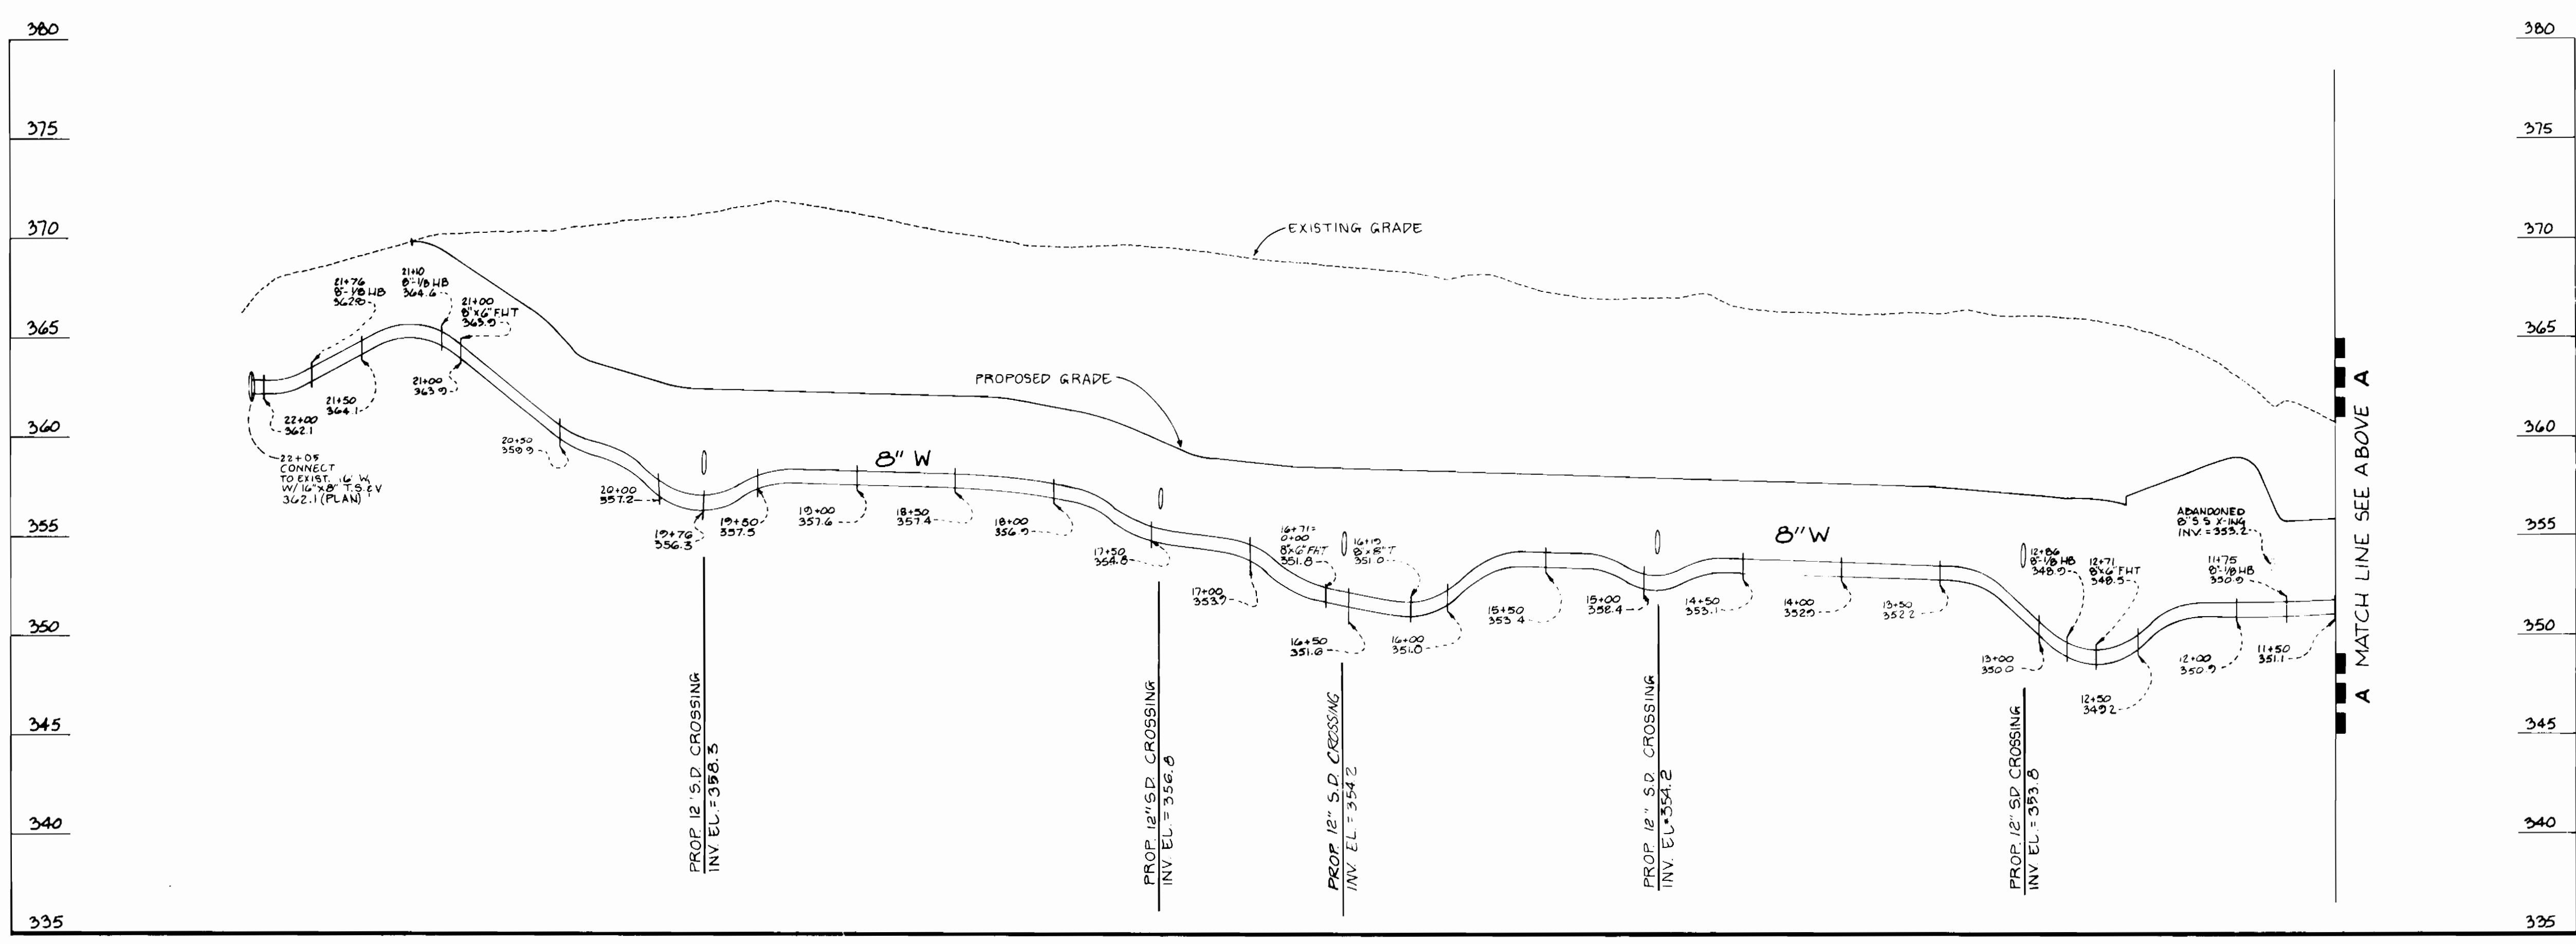 380
375
370
365
360
355
350
345
340
335
380
375
370
365
360
355
350
345
340
335
EXISTING GRADE
PROPOSED GRADE
8" W
8" W
22+05
CONNECT
TO EXIST. 16" W,
W/ 16"X8" T.S.&V
362.1 (PLAN)
22+00
362.1
21+76
8"-1/8 HB
362.8
21+50
364.1
21+10
8"-1/8 HB
364.6
21+00
8"X6" FHT
363.9
21+00
363.9
20+50
359.9
20+00
357.2
19+76
356.3
19+50
357.5
19+00
357.6
18+50
357.4
18+00
356.9
17+50
354.8
17+00
353.9
16+71=
0+00
8"X6" FHT
351.8
16+19
8"X8" T
351.0
16+50
351.6
16+00
351.0
15+50
353.4
15+00
352.4
14+50
353.1
14+00
352.9
13+50
352.2
13+00
350.0
12+86
8"-1/8 HB
348.9
12+71
8"X6" FHT
348.5
12+50
349.2
12+00
350.9
ABANDONED
8" S.S X-ING
INV. = 353.2
11+75
8"-1/8 HB
350.9
11+50
351.1
PROP. 12" S.D. CROSSING
INV. EL. = 358.3
PROP. 12" S.D. CROSSING
INV. EL. = 356.8
PROP. 12" S.D. CROSSING
INV. EL. = 354.2
PROP. 12" S.D. CROSSING
INV. EL. = 354.2
PROP. 12" SD CROSSING
INV. EL. = 353.8
A MATCH LINE SEE ABOVE A